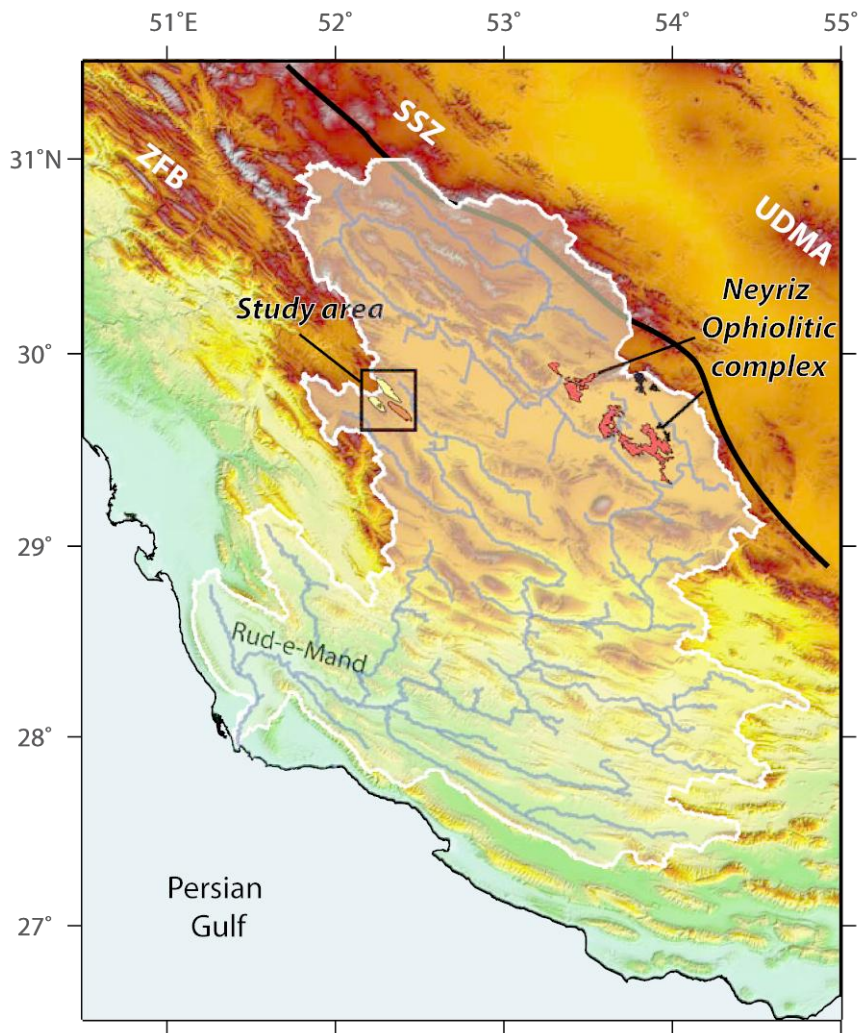 51°E
52°
53°
54°
55°
31°N
30°
29°
28°
27°
SSZ
ZFB
UDMA
Study area
Neyriz
Ophiolitic
complex
Rud-e-Mand
Persian
Gulf